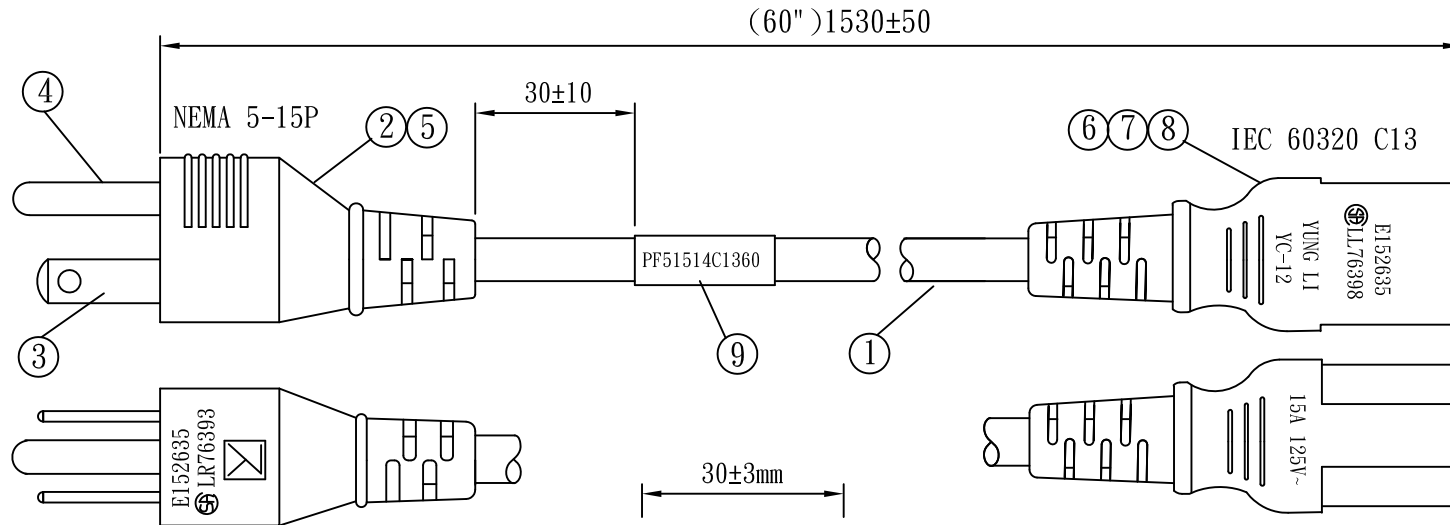 (60")1530±50
30±10
④
NEMA 5-15P
②⑤
⑥⑦⑧
IEC 60320 C13
PF51514C1360
E152635
LL76398
YUNG LI
YC-12
③
⑨
①
E152635
LR76393
30±3mm
15A 125V~